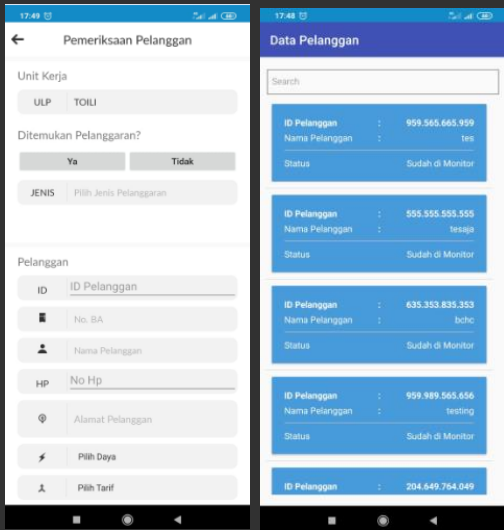 17:49
Pemeriksaan Pelanggan
Unit Kerja
ULP TOILI
Ditemukan Pelanggaran?
Ya Tidak
JENIS Pilih Jenis Pelanggaran
Pelanggan
ID ID Pelanggan
No. BA
Nama Pelanggan
HP No Hp
Alamat Pelanggan
Pilih Daya
Pilih Tarif
17:48
Data Pelanggan
Search
ID Pelanggan : 959.565.665.959
Nama Pelanggan : tes
Status Sudah di Monitor
ID Pelanggan : 555.555.555.555
Nama Pelanggan : tesaja
Status Sudah di Monitor
ID Pelanggan : 635.353.835.353
Nama Pelanggan : bchc
Status Sudah di Monitor
ID Pelanggan : 959.989.565.656
Nama Pelanggan : testing
Status Sudah di Monitor
ID Pelanggan : 204.649.764.049